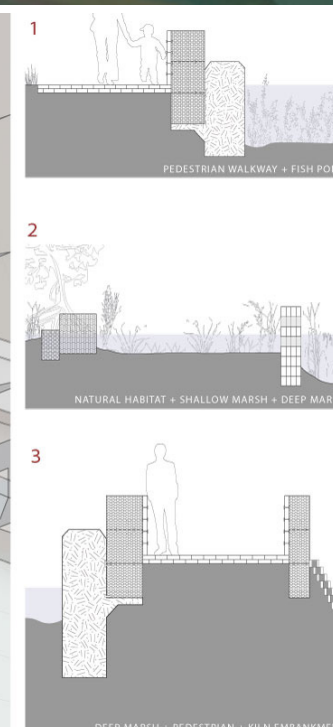 1
PEDESTRIAN WALKWAY + FISH
2
NATURAL HABITAT + SHALLOW MARSH + DEEP
3
DEEP MARSH + PEDESTRIAN + KILN